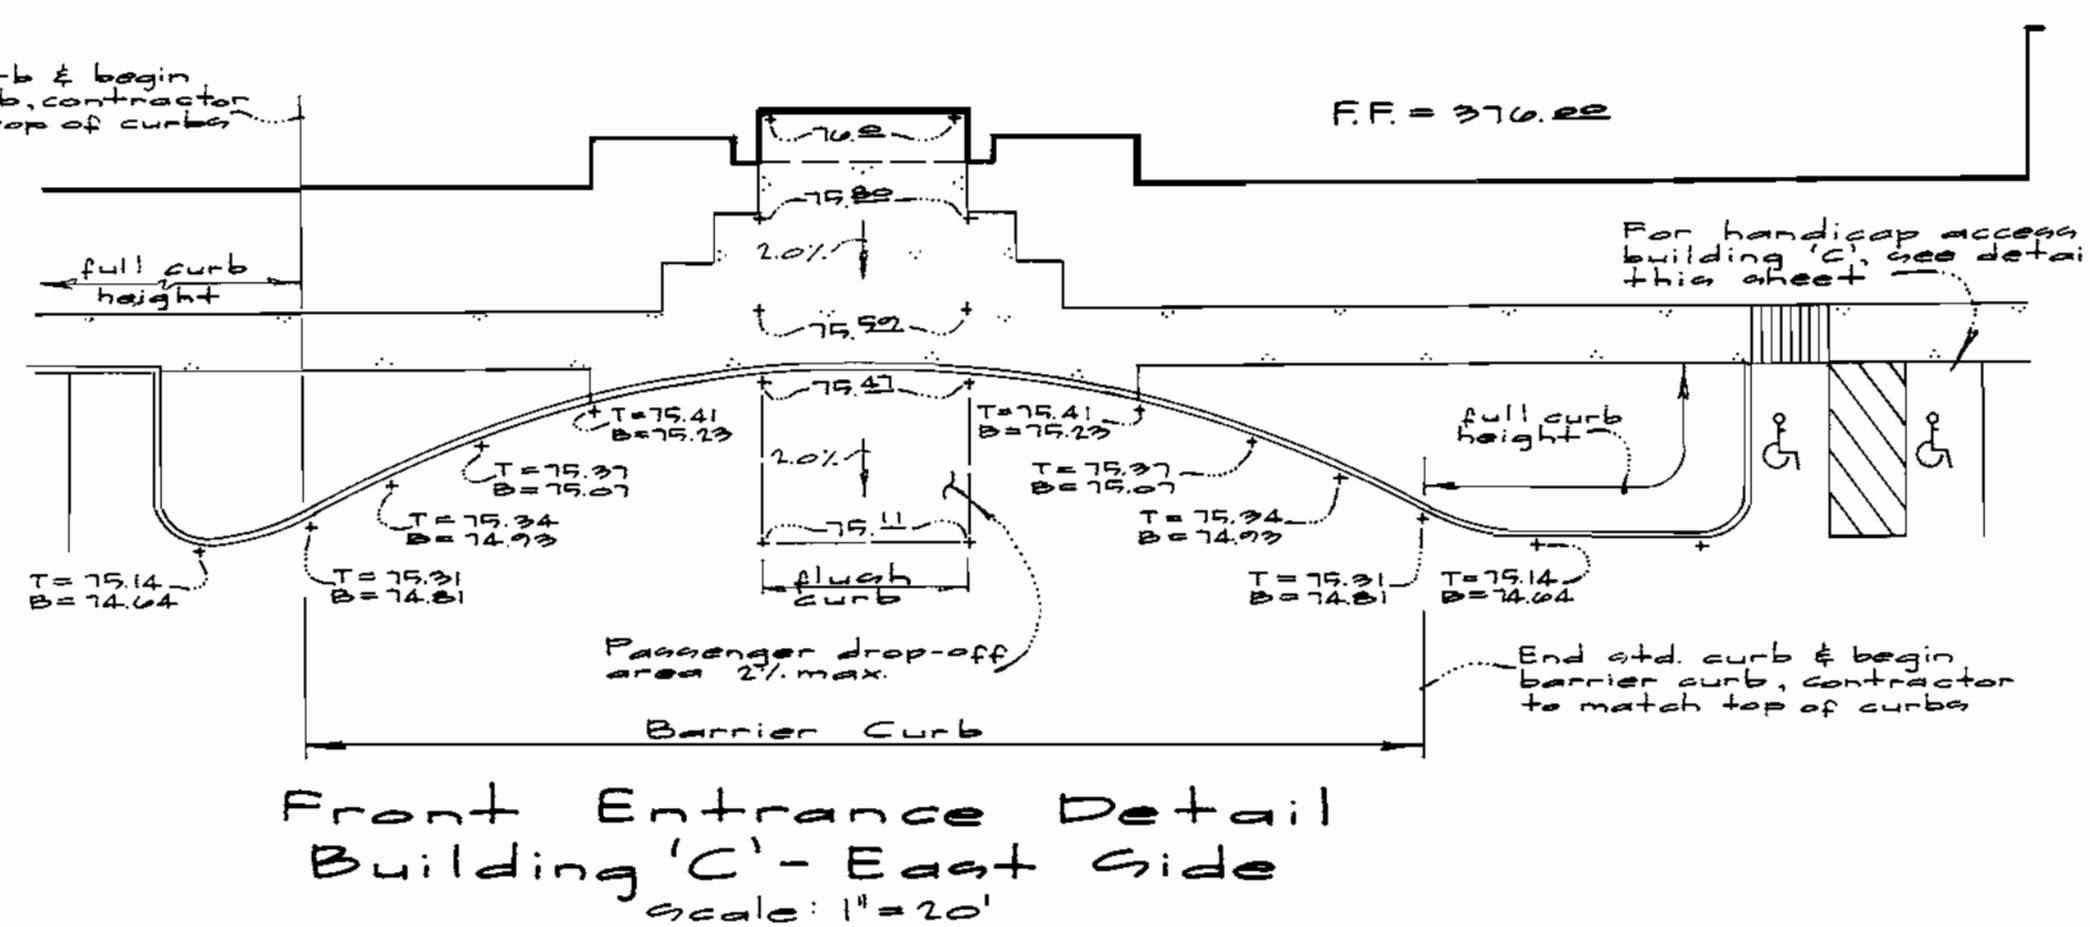 -b & begin
b, contractor
op of curbs
F.F. = 376.00
76.0
75.80
2.0%
For handicap access
building 'C', see detai
this sheet
full curb
height
75.59
75.47
T=75.41
B=75.23
T=75.41
B=75.23
full curb
height
2.0%
T=75.37
B=75.07
T=75.37
B=75.07
T=75.34
B=74.93
75.11
T=75.34
B=74.93
T=75.14
B=74.64
T=75.31
B=74.81
flush
curb
T=75.31
B=74.81
T=75.14
B=74.64
Passenger drop-off
area 2% max.
End std. curb & begin
barrier curb, contractor
to match top of curbs
Barrier Curb
Front Entrance Detail
Building 'C' - East Side
scale: 1" = 20'